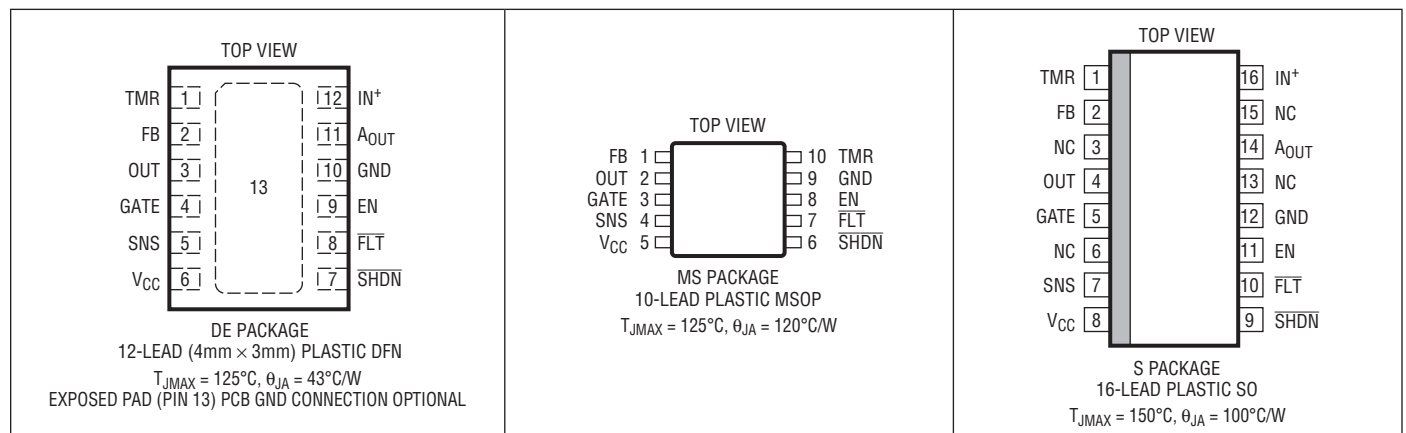 TOP VIEW
TMR 1 12 IN+
FB 2 11 AOUT
OUT 3 10 GND
13
GATE 4 9 EN
SNS 5 8 FLT
VCC 6 7 SHDN
DE PACKAGE
12-LEAD (4mm × 3mm) PLASTIC DFN
TJMAX = 125°C, θJA = 43°C/W
EXPOSED PAD (PIN 13) PCB GND CONNECTION OPTIONAL
TOP VIEW
FB 1 10 TMR
OUT 2 9 GND
GATE 3 8 EN
SNS 4 7 FLT
VCC 5 6 SHDN
MS PACKAGE
10-LEAD PLASTIC MSOP
TJMAX = 125°C, θJA = 120°C/W
TOP VIEW
TMR 1 16 IN+
FB 2 15 NC
NC 3 14 AOUT
OUT 4 13 NC
GATE 5 12 GND
NC 6 11 EN
SNS 7 10 FLT
VCC 8 9 SHDN
S PACKAGE
16-LEAD PLASTIC SO
TJMAX = 150°C, θJA = 100°C/W